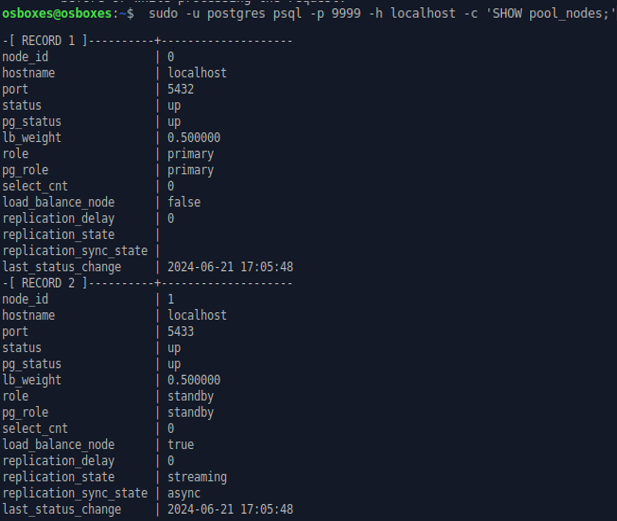 osboxes@osboxes:~$  sudo -u postgres psql -p 9999 -h localhost -c 'SHOW pool_nodes;'
-[ RECORD 1 ]----------+--------------------
node_id                | 0
hostname               | localhost
port                   | 5432
status                 | up
pg_status              | up
lb_weight              | 0.500000
role                   | primary
pg_role                | primary
select_cnt             | 0
load_balance_node      | false
replication_delay      | 0
replication_state      |
replication_sync_state |
last_status_change     | 2024-06-21 17:05:48
-[ RECORD 2 ]----------+--------------------
node_id                | 1
hostname               | localhost
port                   | 5433
status                 | up
pg_status              | up
lb_weight              | 0.500000
role                   | standby
pg_role                | standby
select_cnt             | 0
load_balance_node      | true
replication_delay      | 0
replication_state      | streaming
replication_sync_state | async
last_status_change     | 2024-06-21 17:05:48